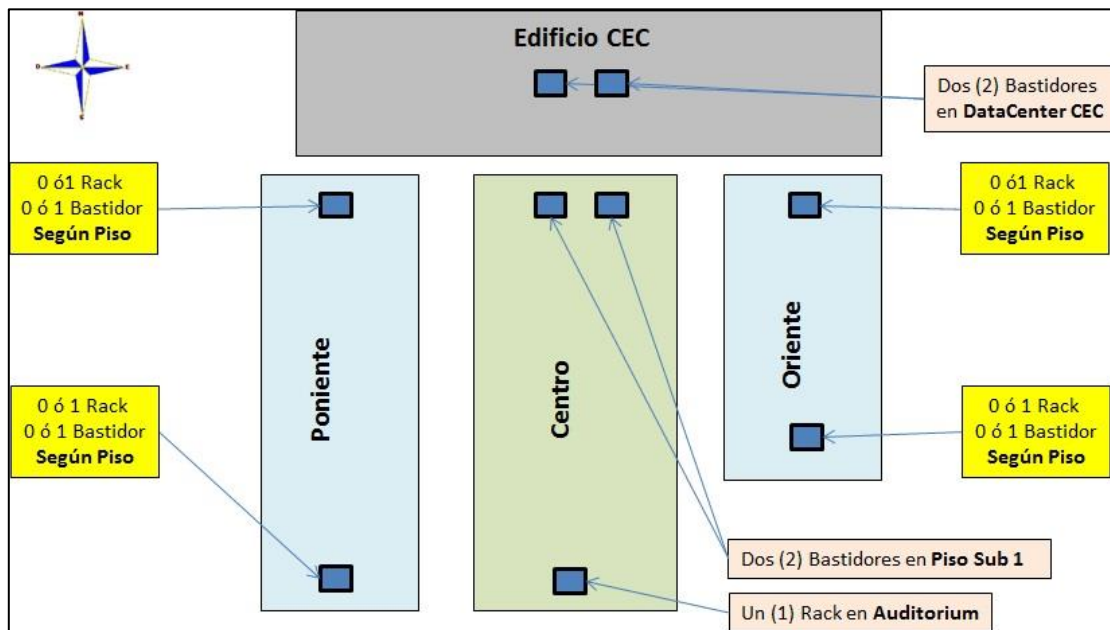 N
O
E
S
Edificio CEC
Dos (2) Bastidores
en DataCenter CEC
0 ó1 Rack
0 ó 1 Bastidor
Según Piso
0 ó1 Rack
0 ó 1 Bastidor
Según Piso
Poniente
Centro
Oriente
0 ó 1 Rack
0 ó 1 Bastidor
Según Piso
0 ó 1 Rack
0 ó 1 Bastidor
Según Piso
Dos (2) Bastidores en Piso Sub 1
Un (1) Rack en Auditorium